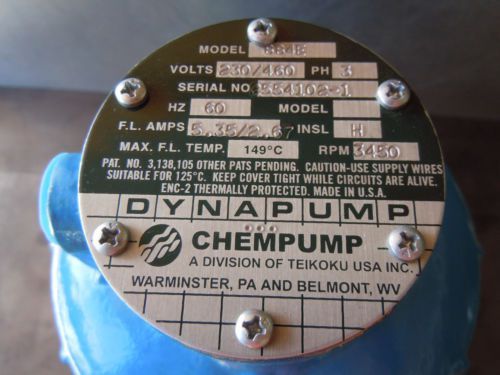 MODEL
VOLTS 230/460 PH 3
SERIAL NO 354102-1
HZ 60 MODEL
F.L. AMPS 5.35/2.67 INSL H
MAX. F.L. TEMP. 149°C RPM 3450
PAT. NO. 3,138,105 OTHER PATS PENDING. CAUTION-USE SUPPLY WIRES
SUITABLE FOR 125°C. KEEP COVER TIGHT WHILE CIRCUITS ARE ALIVE.
ENC-2 THERMALLY PROTECTED. MADE IN U.S.A.
DYNAPUMP
CHEMPUMP
A DIVISION OF TEIKOKU USA INC.
WARMINSTER, PA AND BELMONT, WV